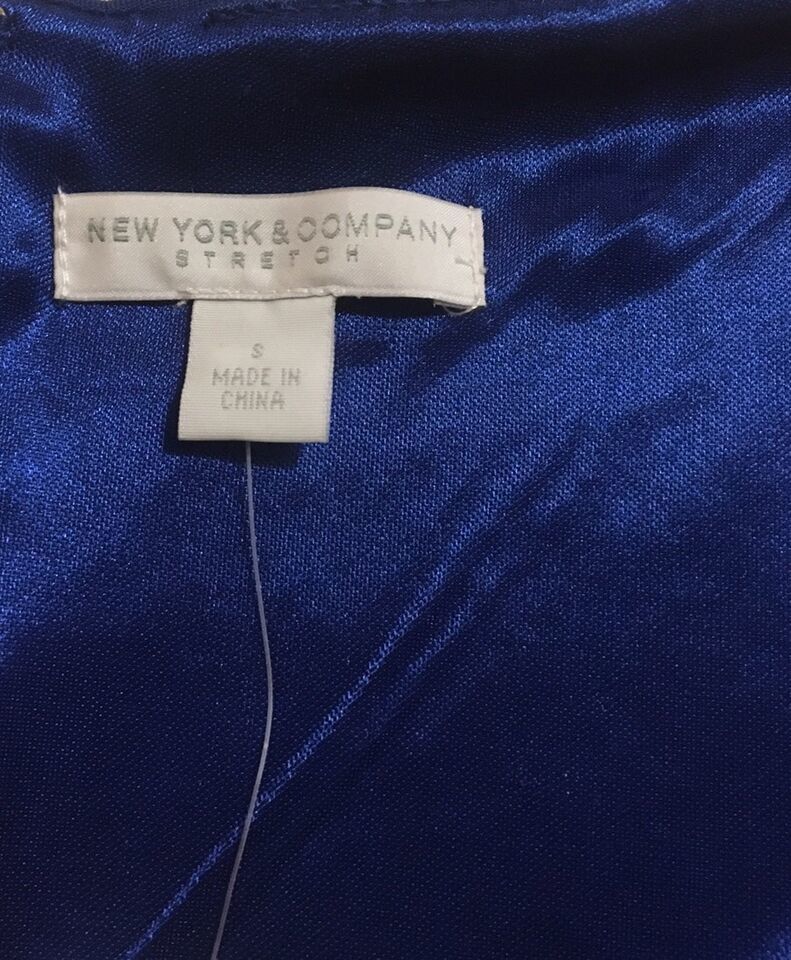 NEW YORK & COMPANY
STRETCH
S
MADE IN
CHINA